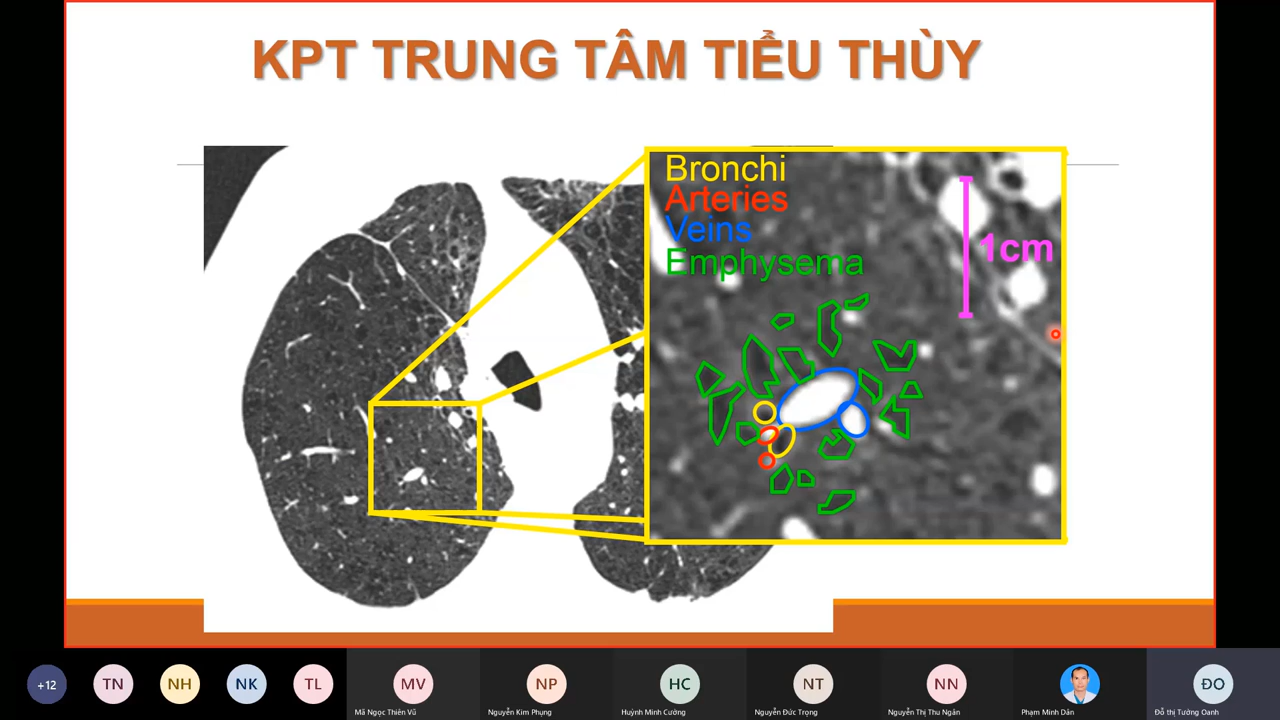 KPT TRUNG TÂM TIỂU THÙY
Bronchi
Arteries
Veins
Emphysema
1cm
+12
TN
NH
NK
TL
MV
NP
HC
NT
NN
ĐO
Mã Ngọc Thiên Vũ
Nguyễn Kim Phụng
Huỳnh Minh Cường
Nguyễn Đức Trọng
Nguyễn Thị Thu Ngân
Phạm Minh Dân
Đỗ thị Tường Oanh